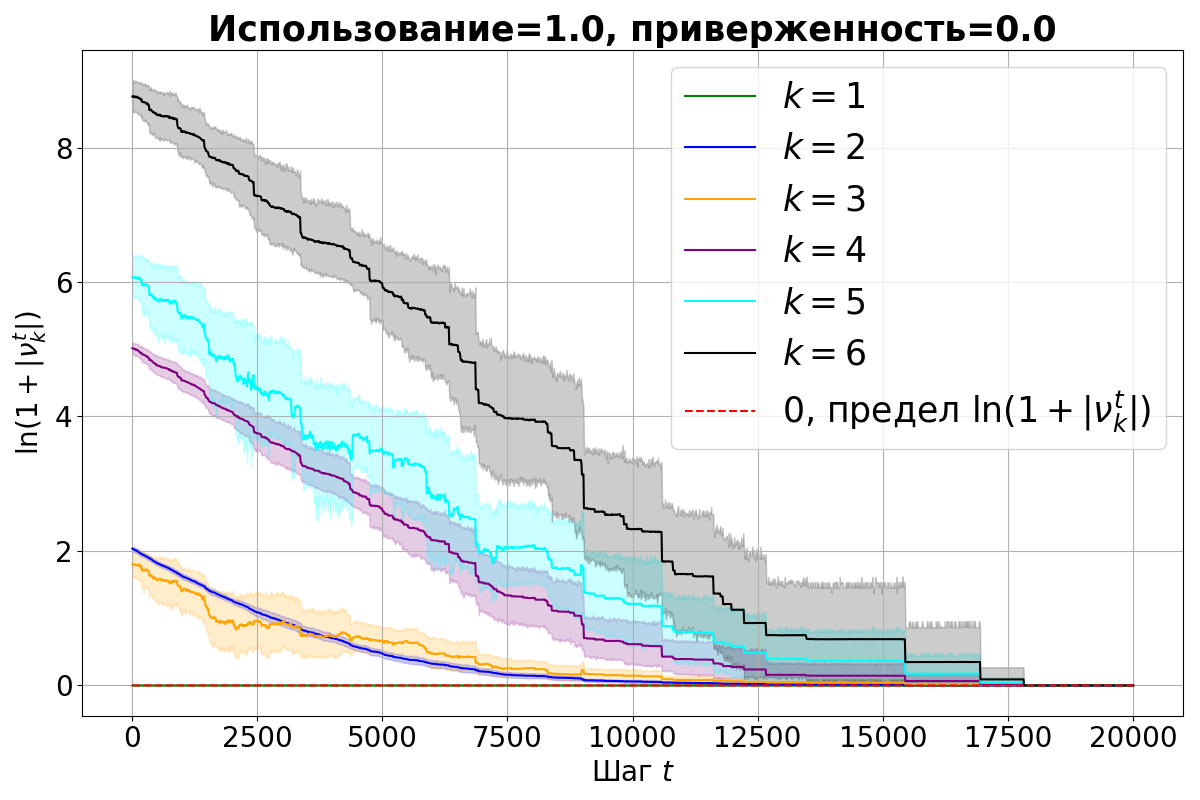 Использование=1.0, приверженность=0.0
ln(1 + |ν_k^t|)
8
6
4
2
0
k = 1
k = 2
k = 3
k = 4
k = 5
k = 6
0, предел ln(1 + |ν_k^t|)
0 2500 5000 7500 10000 12500 15000 17500 20000
Шаг t